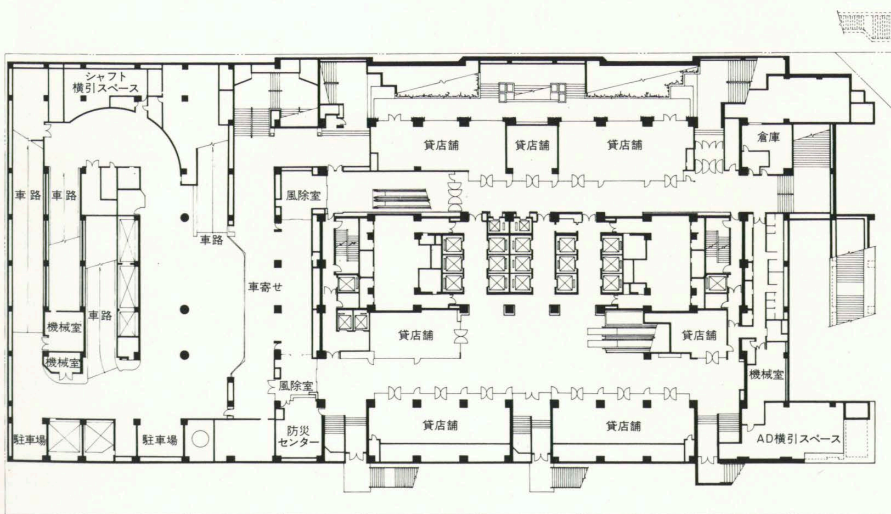 シャフト
横引スペース
貸店舗
貸店舗
貸店舗
倉庫
車路
車路
風除室
車路
車寄せ
車路
機械室
貸店舗
貸店舗
機械室
機械室
風除室
駐車場
駐車場
防災
センター
貸店舗
貸店舗
AD横引スペース